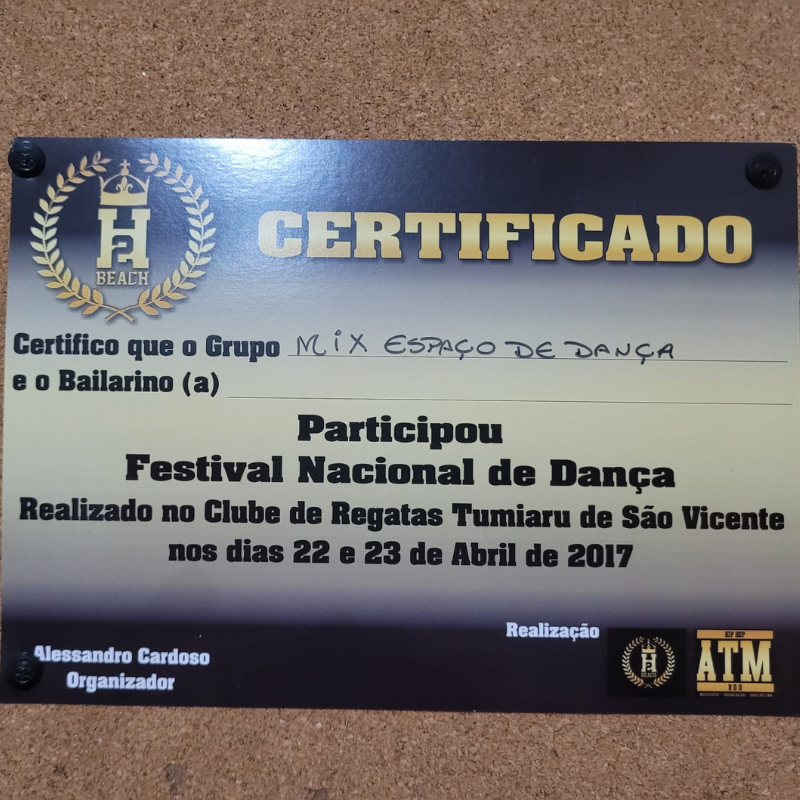 CERTIFICADO
H2
BEACH
Certifico que o Grupo MIX ESPAÇO DE DANÇA
e o Bailarino (a)
Participou
Festival Nacional de Dança
Realizado no Clube de Regatas Tumiaru de São Vicente
nos dias 22 e 23 de Abril de 2017
Alessandro Cardoso
Organizador
Realização
H2
BEACH
HIP HOP
ATM